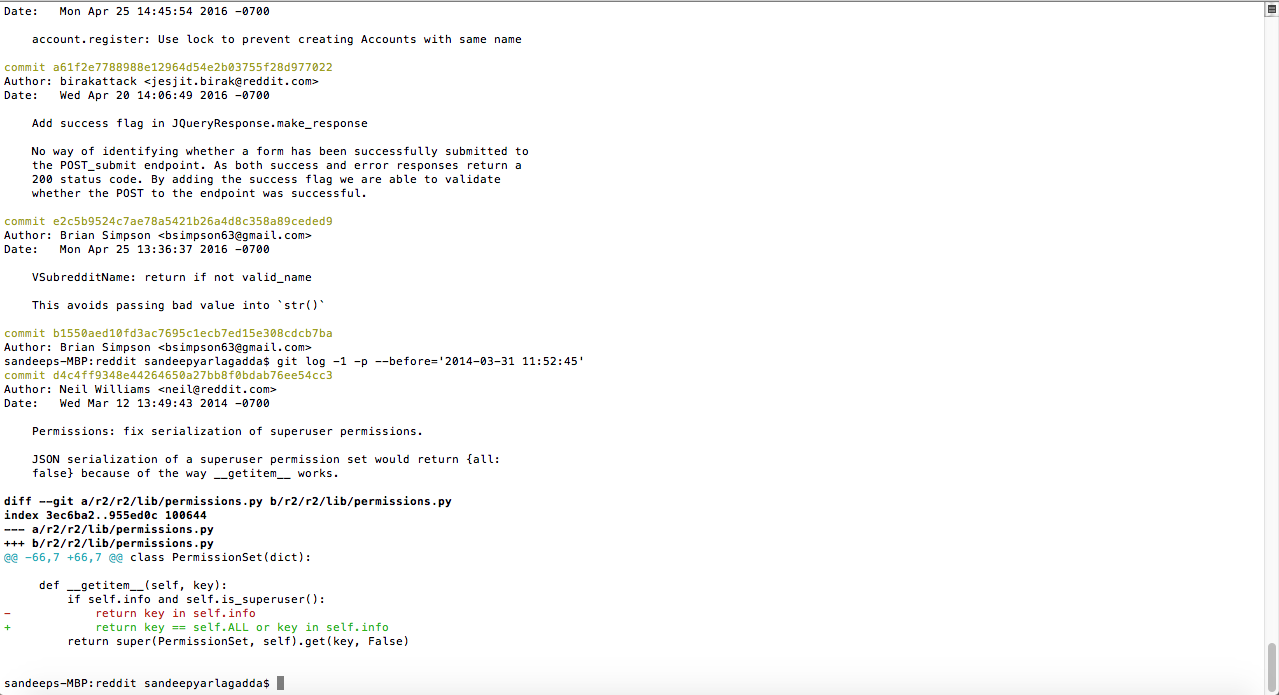 Date:   Mon Apr 25 14:45:54 2016 -0700
    account.register: Use lock to prevent creating Accounts with same name
commit a61f2e7788988e12964d54e2b03755f28d977022
Author: birakattack <jesjit.birak@reddit.com>
Date:   Wed Apr 20 14:06:49 2016 -0700
    Add success flag in JQueryResponse.make_response
    No way of identifying whether a form has been successfully submitted to
    the POST_submit endpoint. As both success and error responses return a
    200 status code. By adding the success flag we are able to validate
    whether the POST to the endpoint was successful.
commit e2c5b9524c7ae78a5421b26a4d8c358a89ceded9
Author: Brian Simpson <bsimpson63@gmail.com>
Date:   Mon Apr 25 13:36:37 2016 -0700
    VSubredditName: return if not valid_name
    This avoids passing bad value into `str()`
commit b1550aed10fd3ac7695c1ecb7ed15e308cdcb7ba
Author: Brian Simpson <bsimpson63@gmail.com>
sandeeps-MBP:reddit sandeepyarlagadda$ git log -1 -p --before='2014-03-31 11:52:45'
commit d4c4ff9348e44264650a27bb8f0bdab76ee54cc3
Author: Neil Williams <neil@reddit.com>
Date:   Wed Mar 12 13:49:43 2014 -0700
    Permissions: fix serialization of superuser permissions.
    JSON serialization of a superuser permission set would return {all:
    false} because of the way __getitem__ works.
diff --git a/r2/r2/lib/permissions.py b/r2/r2/lib/permissions.py
index 3ec6ba2..955ed0c 100644
--- a/r2/r2/lib/permissions.py
+++ b/r2/r2/lib/permissions.py
@@ -66,7 +66,7 @@ class PermissionSet(dict):
     def __getitem__(self, key):
         if self.info and self.is_superuser():
-            return key in self.info
+            return key == self.ALL or key in self.info
         return super(PermissionSet, self).get(key, False)
sandeeps-MBP:reddit sandeepyarlagadda$